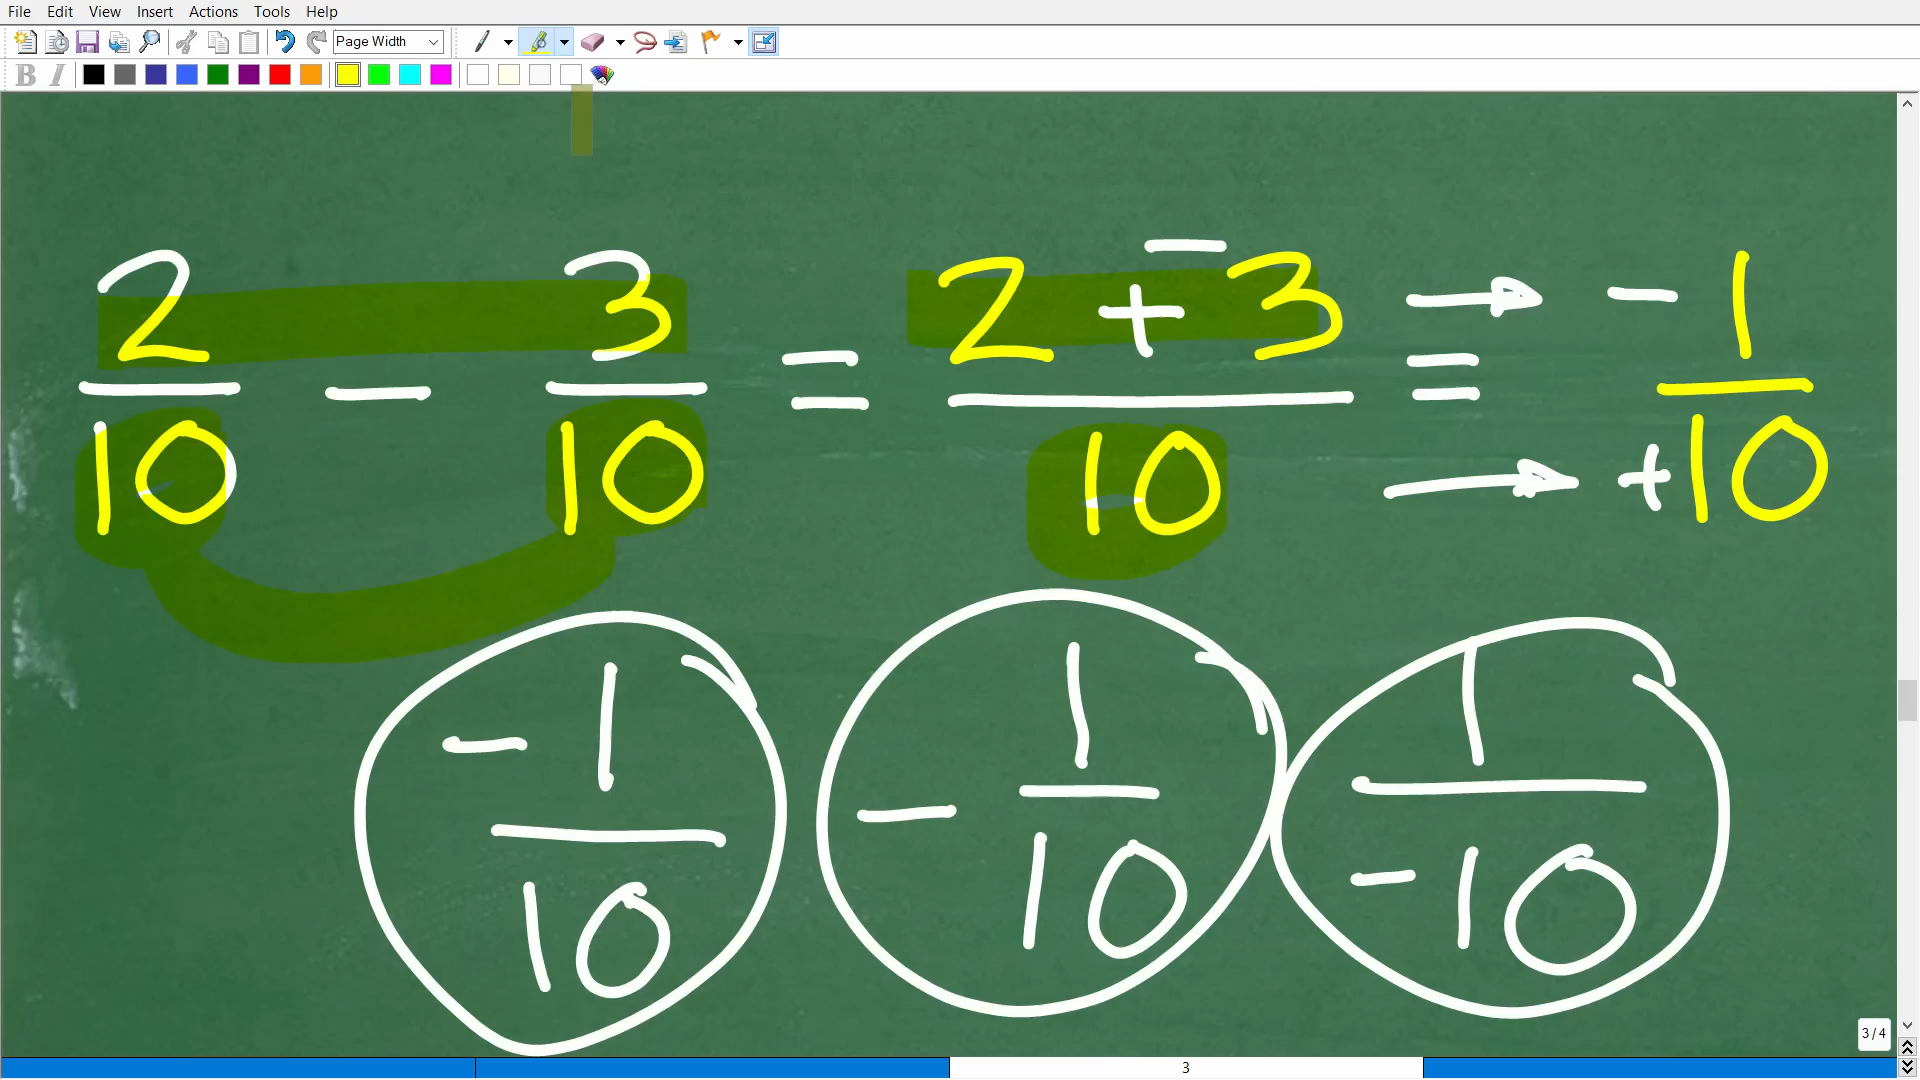 File Edit View Insert Actions Tools Help
Page Width
B I
2/10 - 3/10 = (2 + -3)/10 = → -1 / → +10
-1/10 - 1/10 1/-10
3 / 4
3